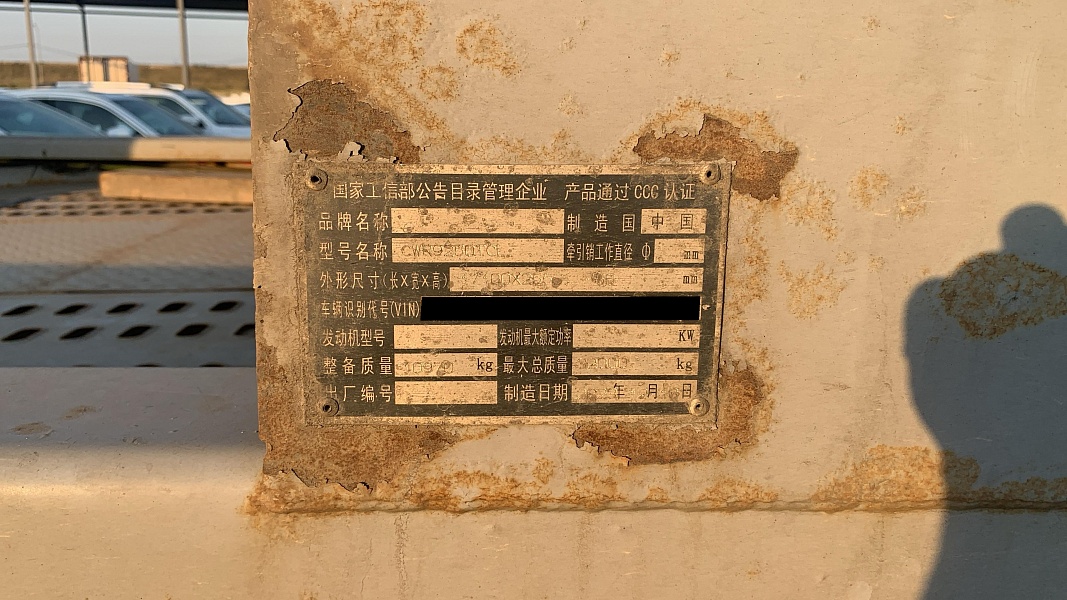 国家工信部公告目录管理企业 产品通过CCC认证
品牌名称 制造国 中国
型号名称 牵引销工作直径 Φ mm
外形尺寸(长X宽X高) mm
车辆识别代号(VIN)
发动机型号 发动机最大额定功率 KW
整备质量 kg 最大总质量 kg
出厂编号 制造日期 年 月 日